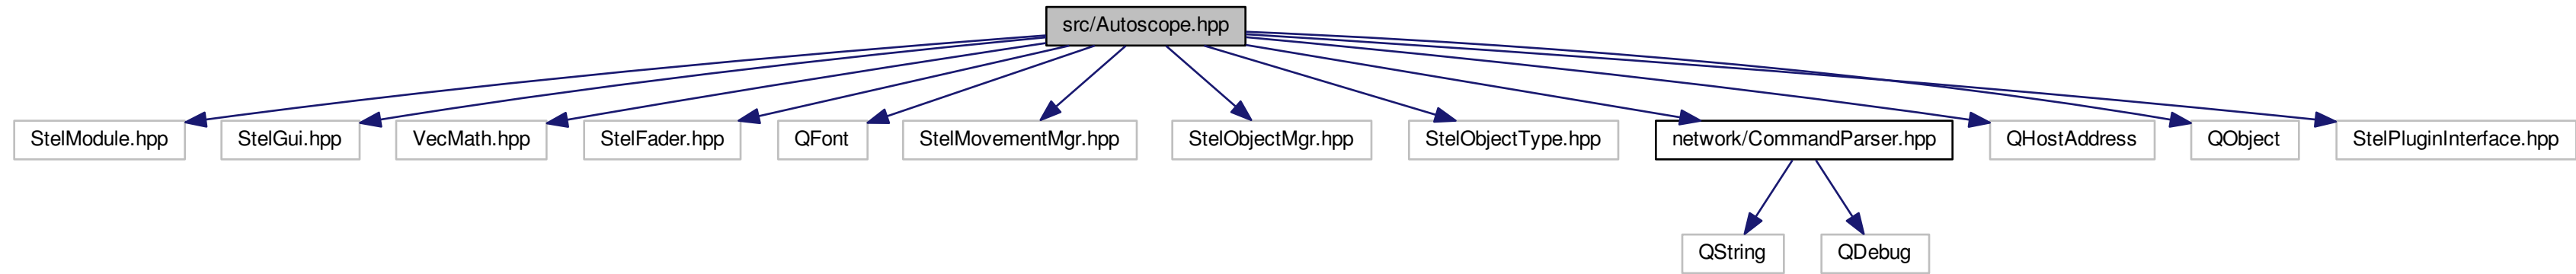 src/Autoscope.hpp
StelModule.hpp
StelGui.hpp
VecMath.hpp
StelFader.hpp
QFont
StelMovementMgr.hpp
StelObjectMgr.hpp
StelObjectType.hpp
network/CommandParser.hpp
QHostAddress
QObject
StelPluginInterface.hpp
QString
QDebug